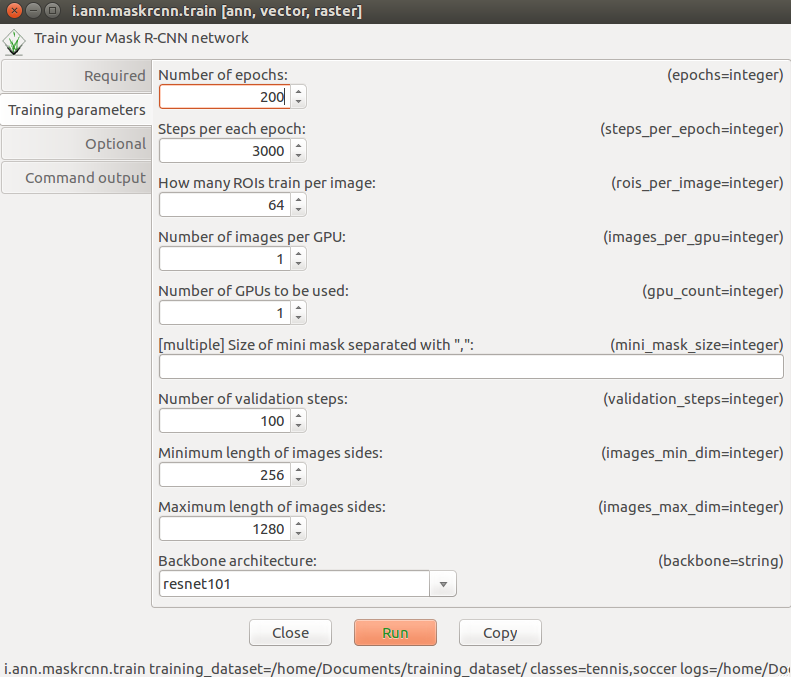 i.ann.maskrcnn.train [ann, vector, raster]
Train your Mask R-CNN network
Required
Training parameters
Optional
Command output
Number of epochs: (epochs=integer)
200
Steps per each epoch: (steps_per_epoch=integer)
3000
How many ROIs train per image: (rois_per_image=integer)
64
Number of images per GPU: (images_per_gpu=integer)
1
Number of GPUs to be used: (gpu_count=integer)
1
[multiple] Size of mini mask separated with ",": (mini_mask_size=integer)
Number of validation steps: (validation_steps=integer)
100
Minimum length of images sides: (images_min_dim=integer)
256
Maximum length of images sides: (images_max_dim=integer)
1280
Backbone architecture: (backbone=string)
resnet101
Close Run Copy
i.ann.maskrcnn.train training_dataset=/home/Documents/training_dataset/ classes=tennis,soccer logs=/home/Do